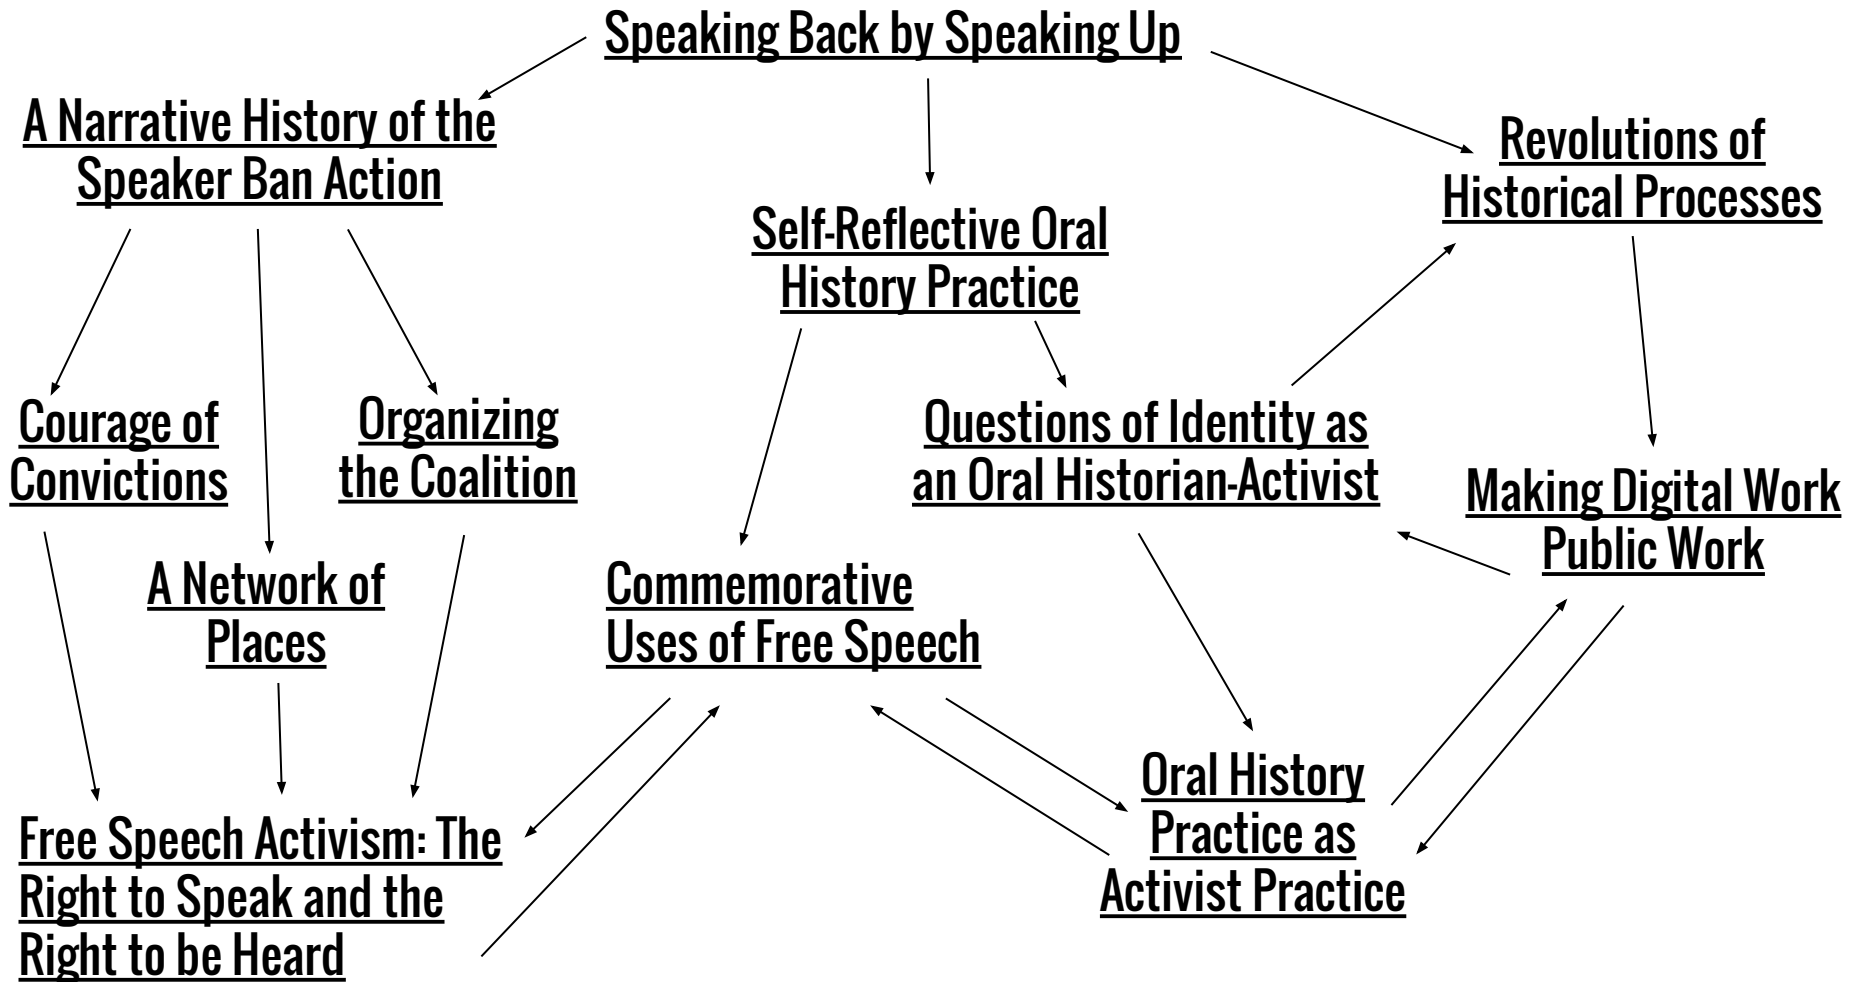 Speaking Back by Speaking Up
A Narrative History of the
Speaker Ban Action
Revolutions of
Historical Processes
Self-Reflective Oral
History Practice
Courage of
Convictions
Organizing
the Coalition
Questions of Identity as
an Oral Historian-Activist
Making Digital Work
Public Work
A Network of
Places
Commemorative
Uses of Free Speech
Oral History
Practice as
Activist Practice
Free Speech Activism: The
Right to Speak and the
Right to be Heard